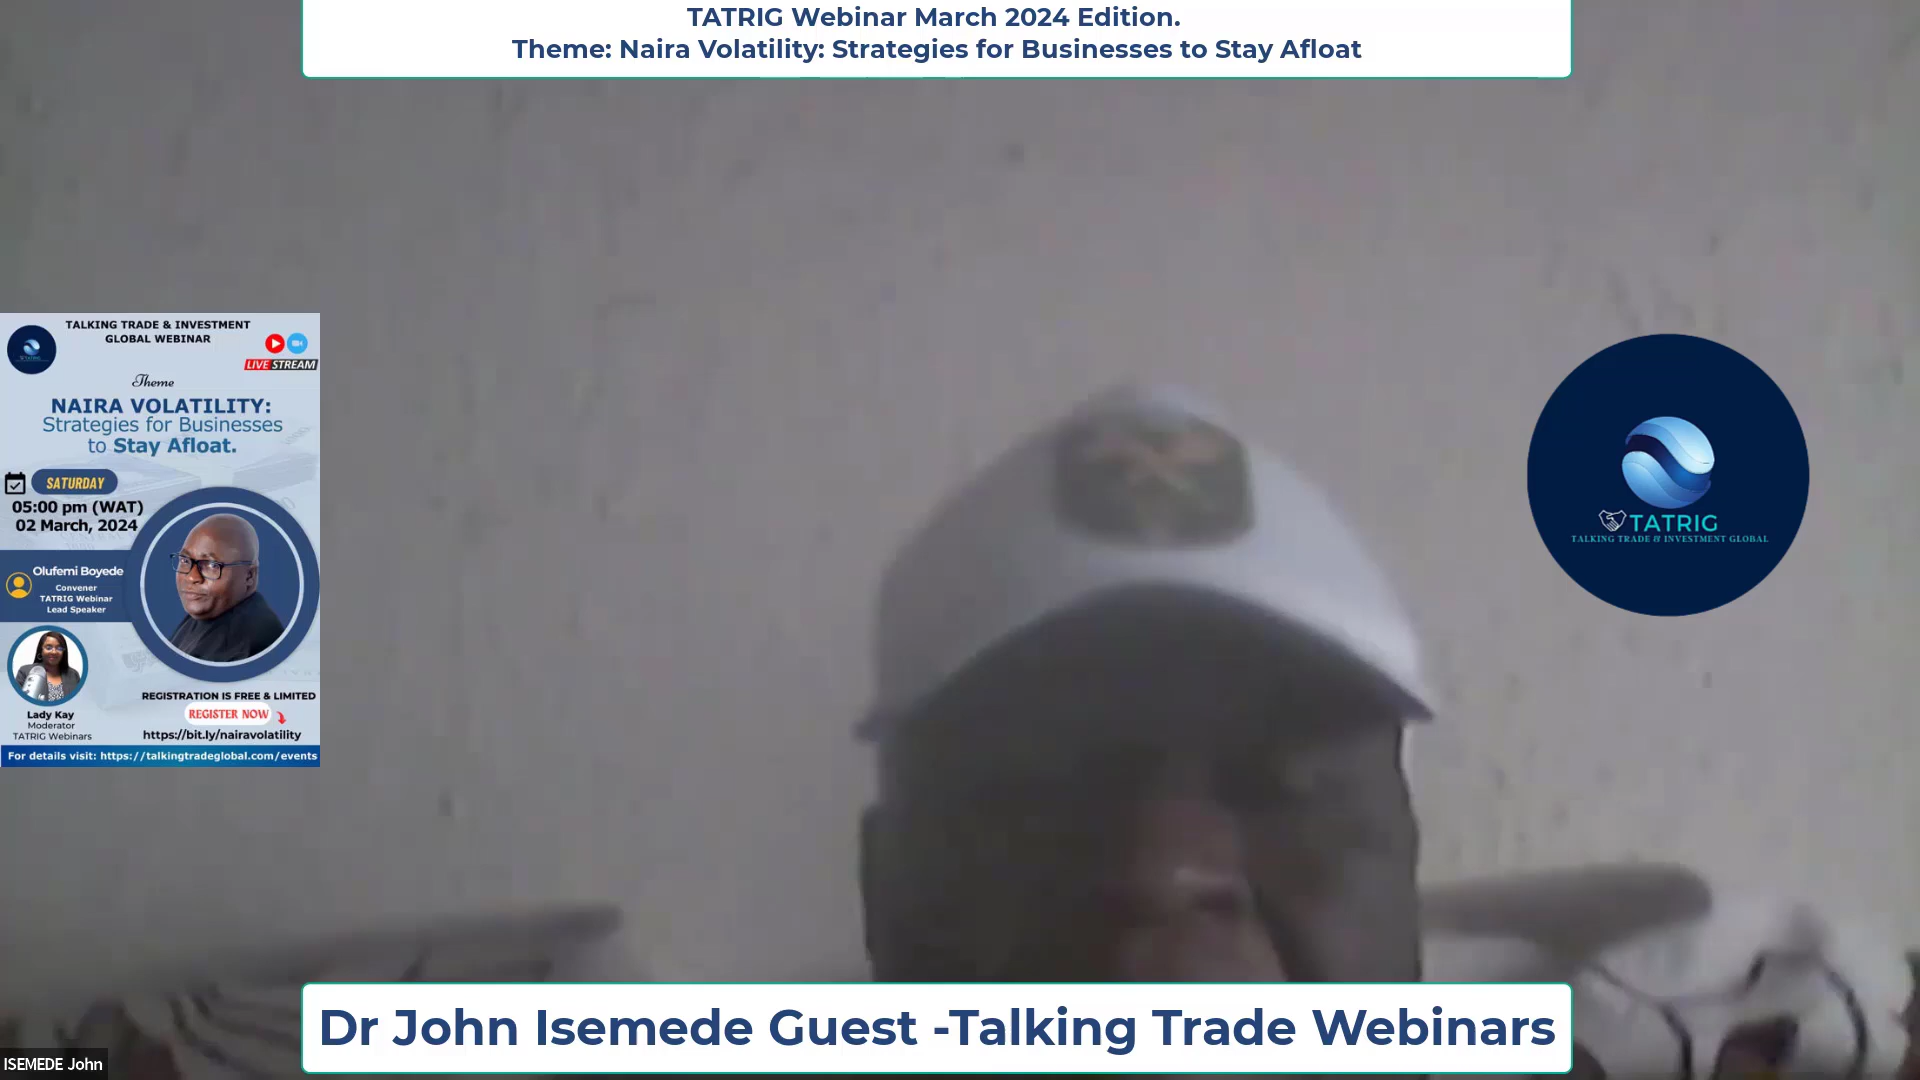 TATRIG Webinar March 2024 Edition.
Theme: Naira Volatility: Strategies for Businesses to Stay Afloat
TALKING TRADE & INVESTMENT
GLOBAL WEBINAR
LIVE STREAM
Theme
NAIRA VOLATILITY:
Strategies for Businesses
to Stay Afloat.
SATURDAY
05:00 pm (WAT)
02 March, 2024
Olufemi Boyede
Convener
TATRIG Webinar
Lead Speaker
Lady Kay
Moderator
TATRIG Webinars
REGISTRATION IS FREE & LIMITED
REGISTER NOW
https://bit.ly/nairavolatility
For details visit: https://talkingtradeglobal.com/events
TATRIG
TALKING TRADE & INVESTMENT GLOBAL
Dr John Isemede Guest -Talking Trade Webinars
ISEMEDE John